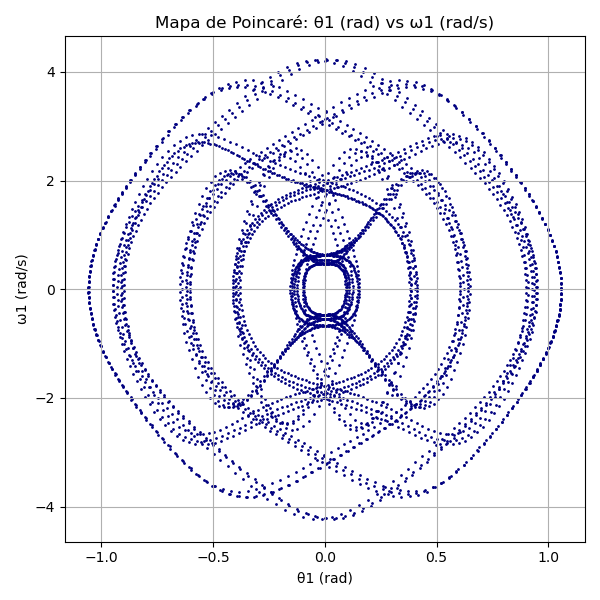 Mapa de Poincaré: θ1 (rad) vs ω1 (rad/s)
4
2
0
−2
−4
ω1 (rad/s)
−1.0 −0.5 0.0 0.5 1.0
θ1 (rad)